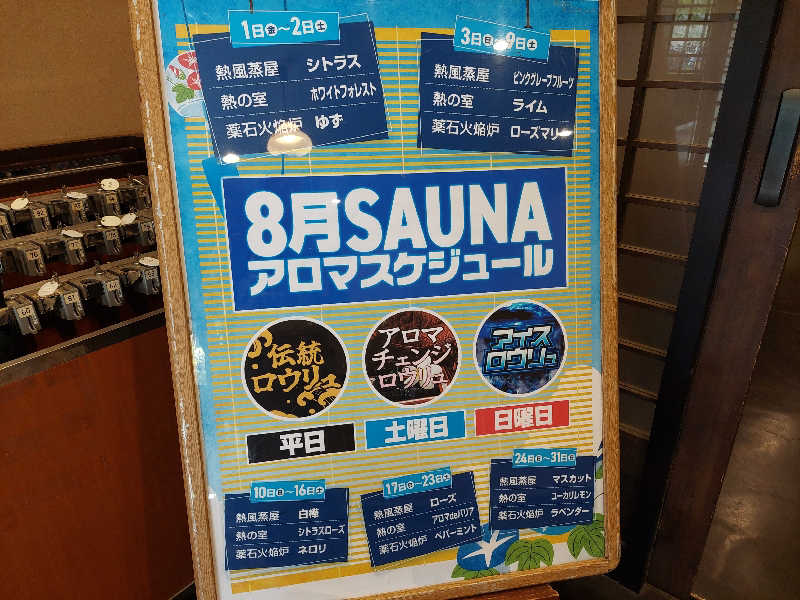 1日金～2日土
熱風蒸屋 シトラス
熱の室 ホワイトフォレスト
薬石火焔炉 ゆず
3日日～9日土
熱風蒸屋 ピンクグレープフルーツ
熱の室 ライム
薬石火焔炉 ローズマリー
8月SAUNA
アロマスケジュール
伝統
ロウリュ
平日
アロマ
チェンジ
ロウリュ
土曜日
アイス
ロウリュ
日曜日
10日日～16日土
熱風蒸屋 白樺
熱の室 シトラスローズ
薬石火焔炉 ネロリ
17日日～23日土
熱風蒸屋 ローズ
熱の室 アロマdeバリア
薬石火焔炉 ペパーミント
24日日～31日日
熱風蒸屋 マスカット
熱の室 ユーカリレモン
薬石火焔炉 ラベンダー